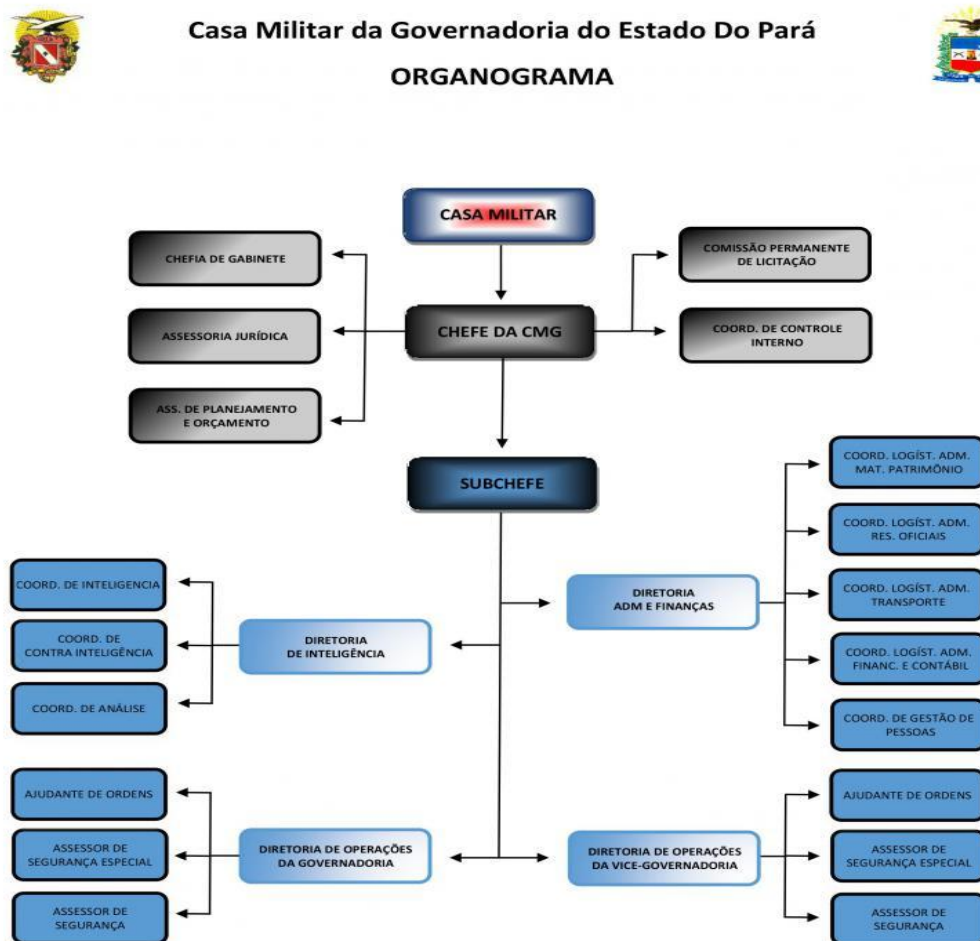 Casa Militar da Governadoria do Estado Do Pará
ORGANOGRAMA
CASA MILITAR
CHEFIA DE GABINETE
COMISSÃO PERMANENTE
DE LICITAÇÃO
ASSESSORIA JURÍDICA
CHEFE DA CMG
COORD. DE CONTROLE
INTERNO
ASS. DE PLANEJAMENTO
E ORÇAMENTO
SUBCHEFE
COORD. LOGÍST. ADM.
MAT. PATRIMÔNIO
COORD. LOGÍST. ADM.
RES. OFICIAIS
COORD. DE INTELIGENCIA
DIRETORIA
ADM E FINANÇAS
COORD. LOGÍST. ADM.
TRANSPORTE
COORD. DE
CONTRA INTELIGÊNCIA
DIRETORIA
DE INTELIGÊNCIA
COORD. LOGÍST. ADM.
FINANC. E CONTÁBIL
COORD. DE ANÁLISE
COORD. DE GESTÃO DE
PESSOAS
AJUDANTE DE ORDENS
AJUDANTE DE ORDENS
ASSESSOR DE
SEGURANÇA ESPECIAL
DIRETORIA DE OPERAÇÕES
DA GOVERNADORIA
DIRETORIA DE OPERAÇÕES
DA VICE-GOVERNADORIA
ASSESSOR DE
SEGURANÇA ESPECIAL
ASSESSOR DE
SEGURANÇA
ASSESSOR DE
SEGURANÇA